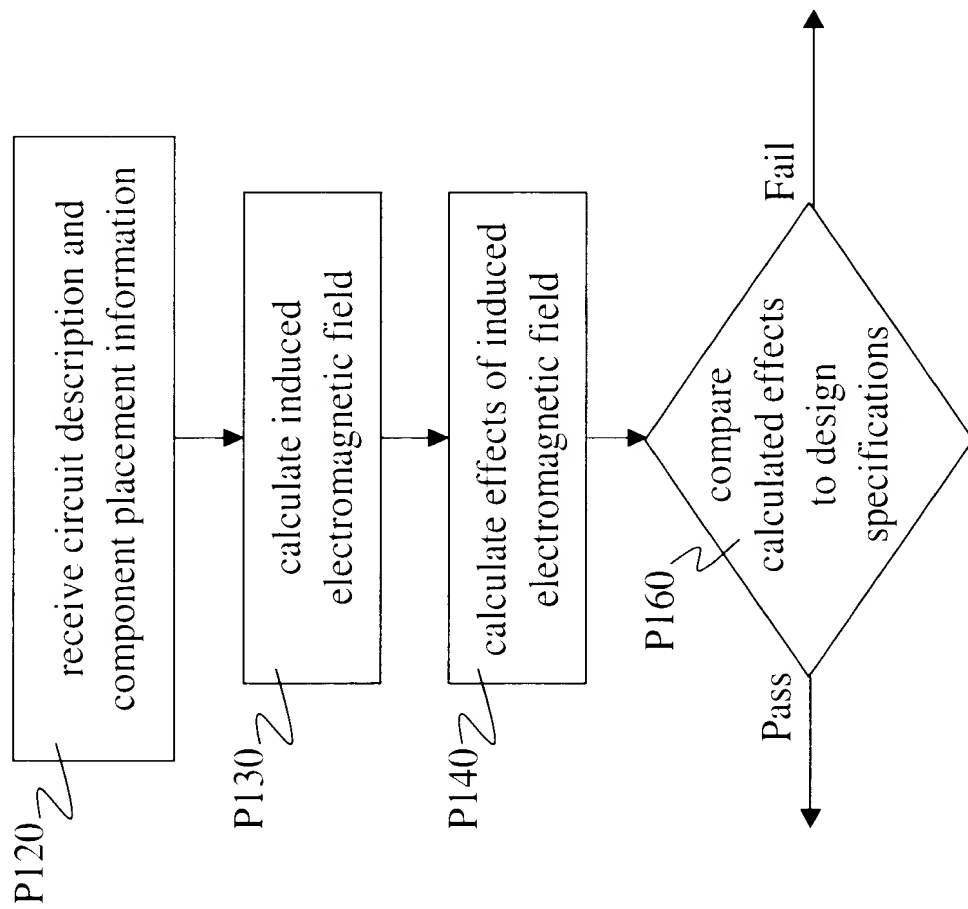 P120
receive circuit description and
component placement information
P130
calculate induced
electromagnetic field
P140
calculate effects of induced
electromagnetic field
P160
compare
calculated effects
to design
specifications
Pass
Fail